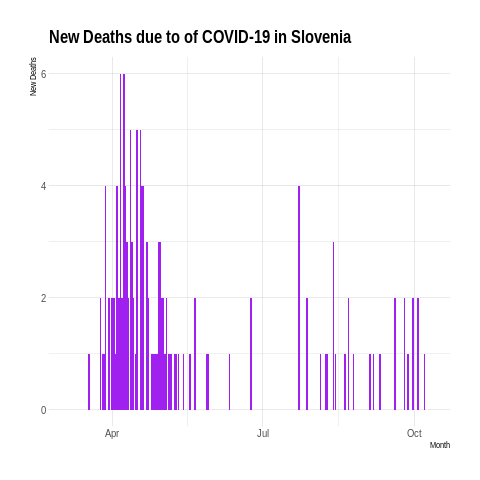 New Deaths due to of COVID-19 in Slovenia
New Deaths
6
4
2
0
Apr
Jul
Oct
Month